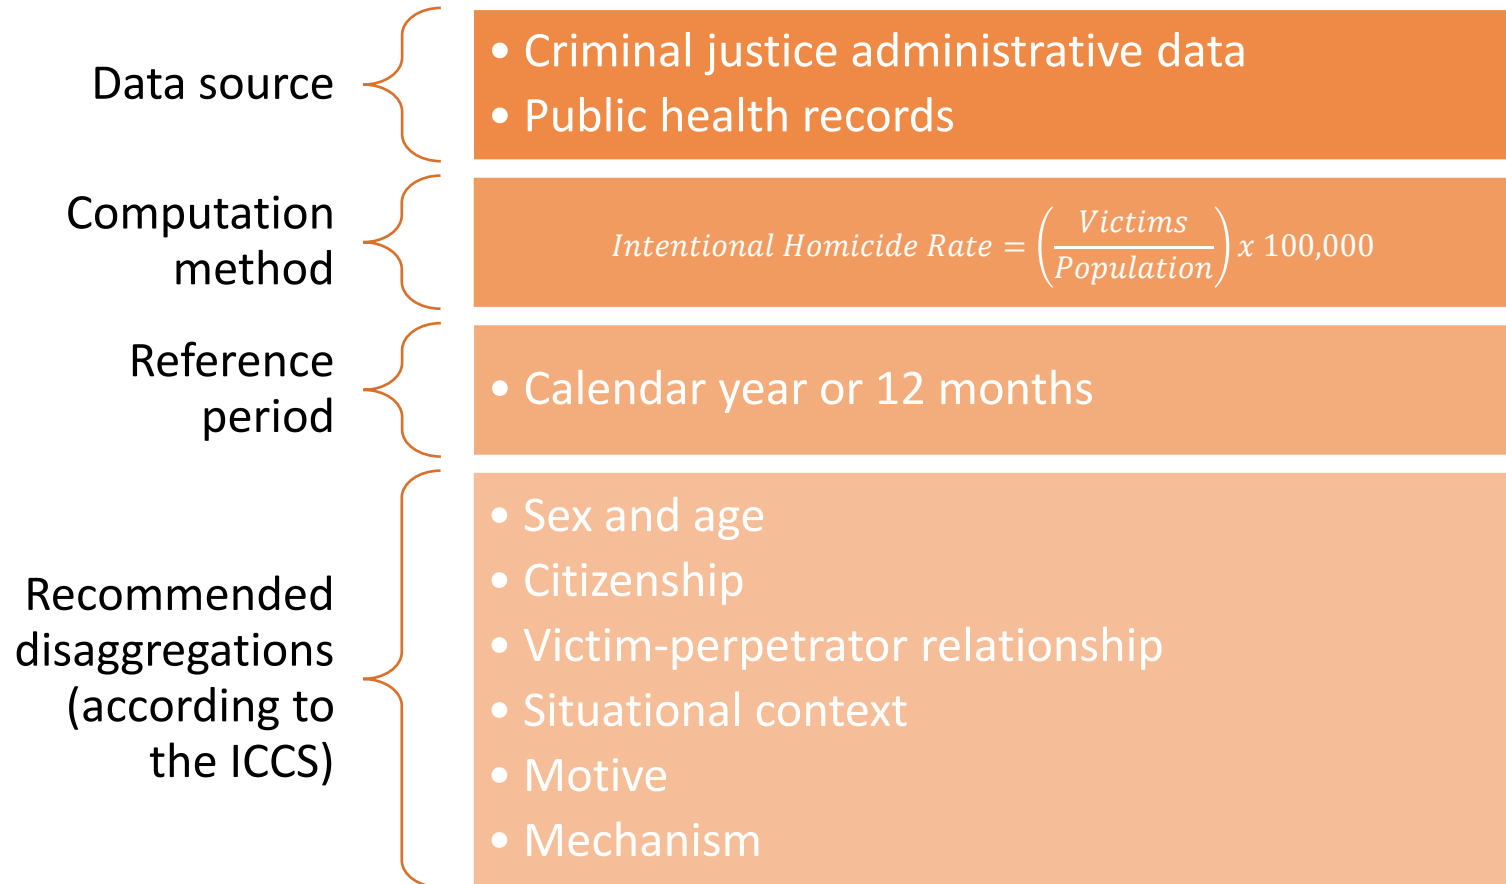 Data source
• Criminal justice administrative data
• Public health records
Computation
method
Intentional Homicide Rate = (Victims / Population) x 100,000
Reference
period
• Calendar year or 12 months
Recommended
disaggregations
(according to
the ICCS)
• Sex and age
• Citizenship
• Victim-perpetrator relationship
• Situational context
• Motive
• Mechanism